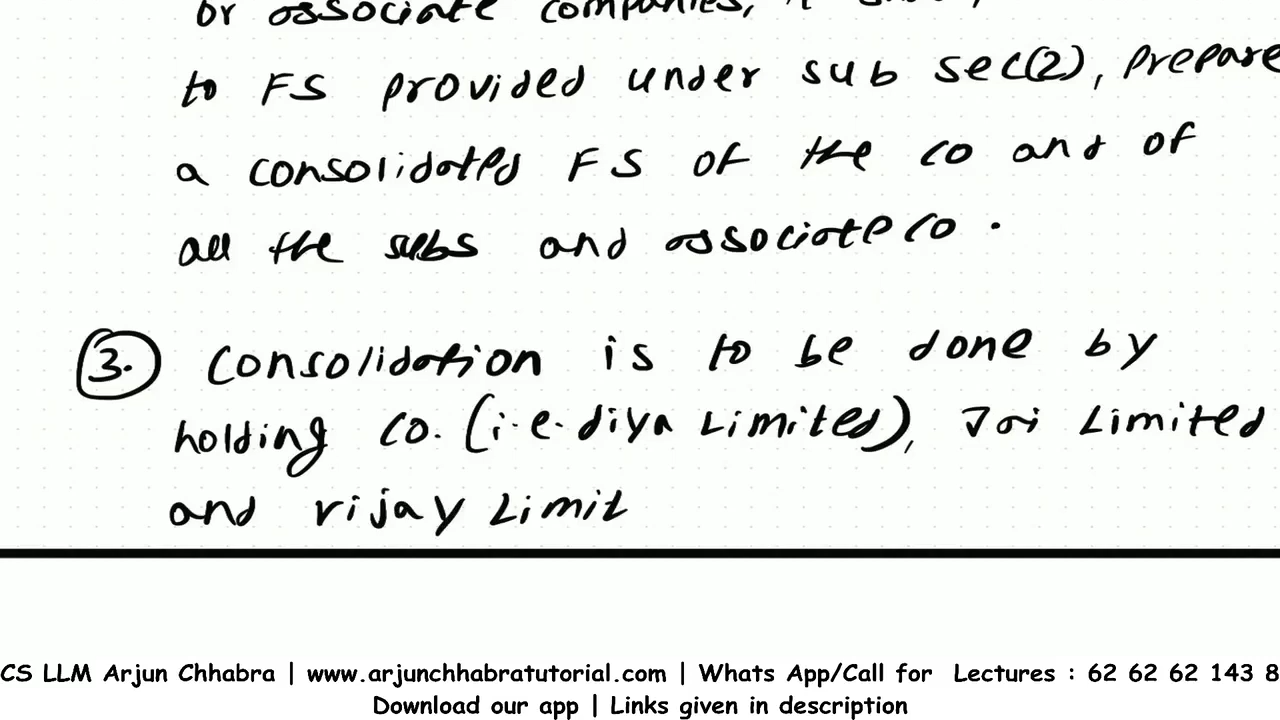 or associate companies, it
to FS provided under sub sec(2), prepare
a consolidated FS of the co and of
all the subs and associate co.
3. Consolidation is to be done by
holding co. (i.e. diya Limited), Jai Limited
and vijay Limit
CS LLM Arjun Chhabra | www.arjunchhabratutorial.com | Whats App/Call for Lectures : 62 62 62 143 8
Download our app | Links given in description